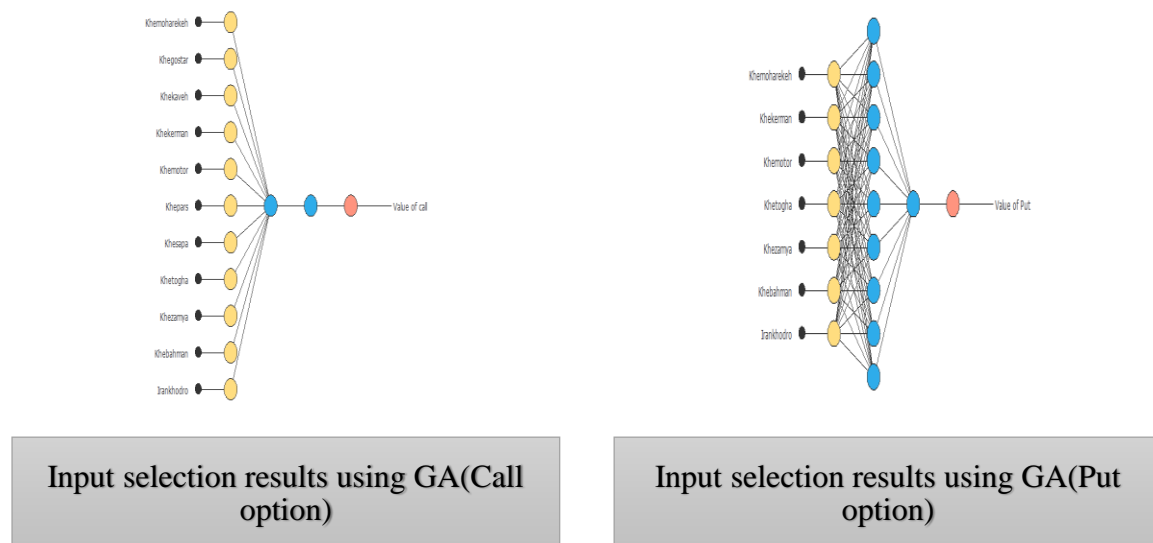 Khemoharekeh
Khegostar
Khekaveh
Khekerman
Khemotor
Khepars
Khesapa
Khetogha
Khezamya
Khebahman
Irankhodro
Value of call
Khemoharekeh
Khekerman
Khemotor
Khetogha
Khezamya
Khebahman
Irankhodro
Value of Put
Input selection results using GA(Call
option)
Input selection results using GA(Put
option)